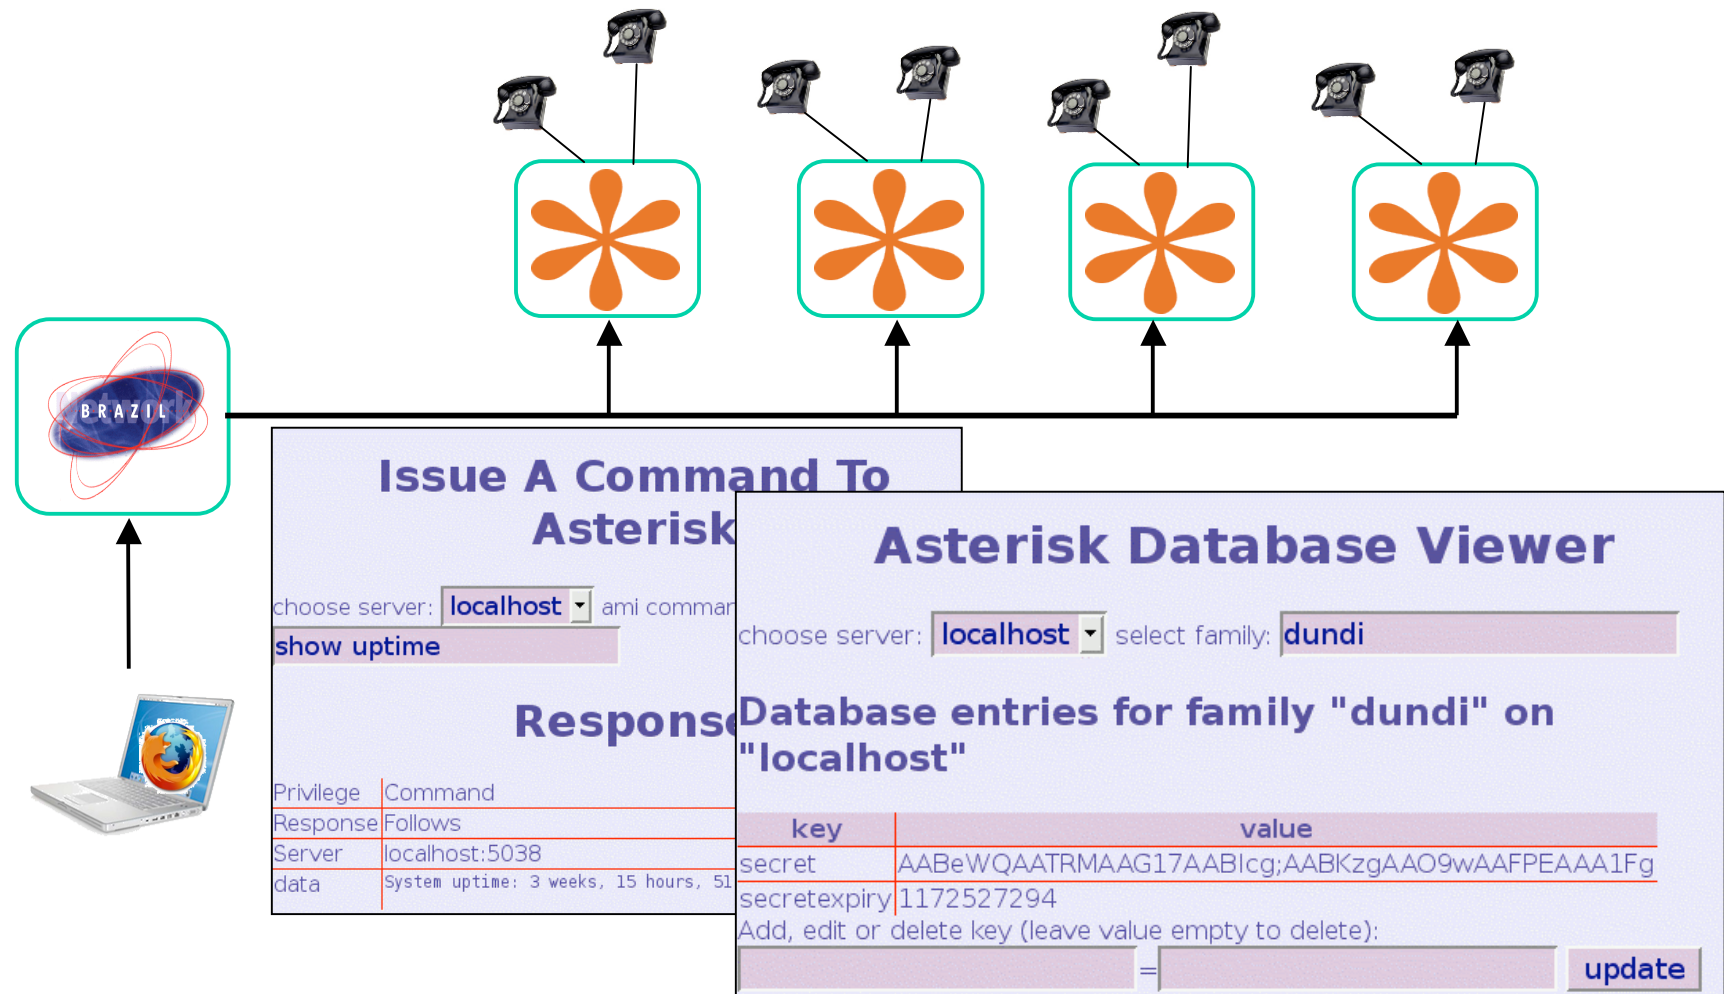 Network
BRAZIL
Issue A Command To
Asterisk
choose server: localhost ami
show uptime
Response
Privilege Command
Response Follows
Server localhost:5038
data System uptime: 3 weeks, 15 hours, 51
Asterisk Database Viewer
choose server: localhost select family: dundi
Database entries for family "dundi" on
"localhost"
key value
secret AABeWQAATRMAAG17AABIcg;AABKzgAAO9wAAFPEAAA1Fg
secretexpiry 1172527294
Add, edit or delete key (leave value empty to delete):
= update